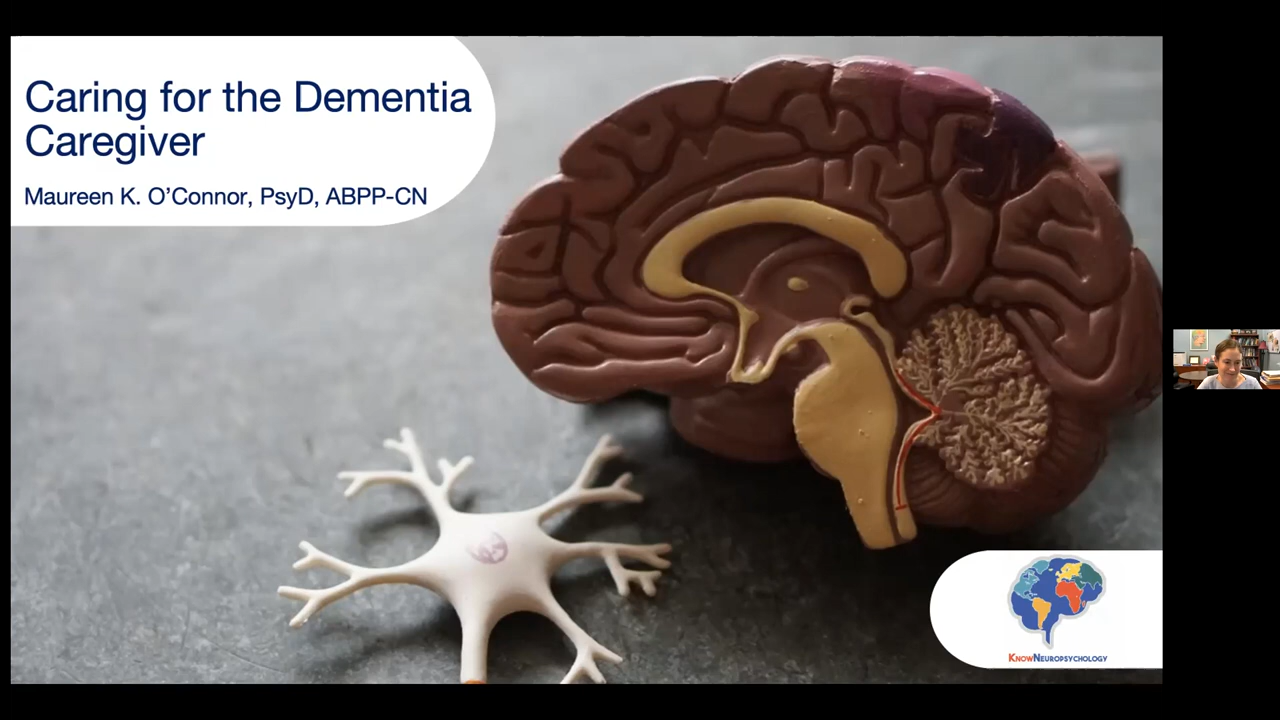 Caring for the Dementia
Caregiver
Maureen K. O’Connor, PsyD, ABPP-CN
KnowNeuropsychology